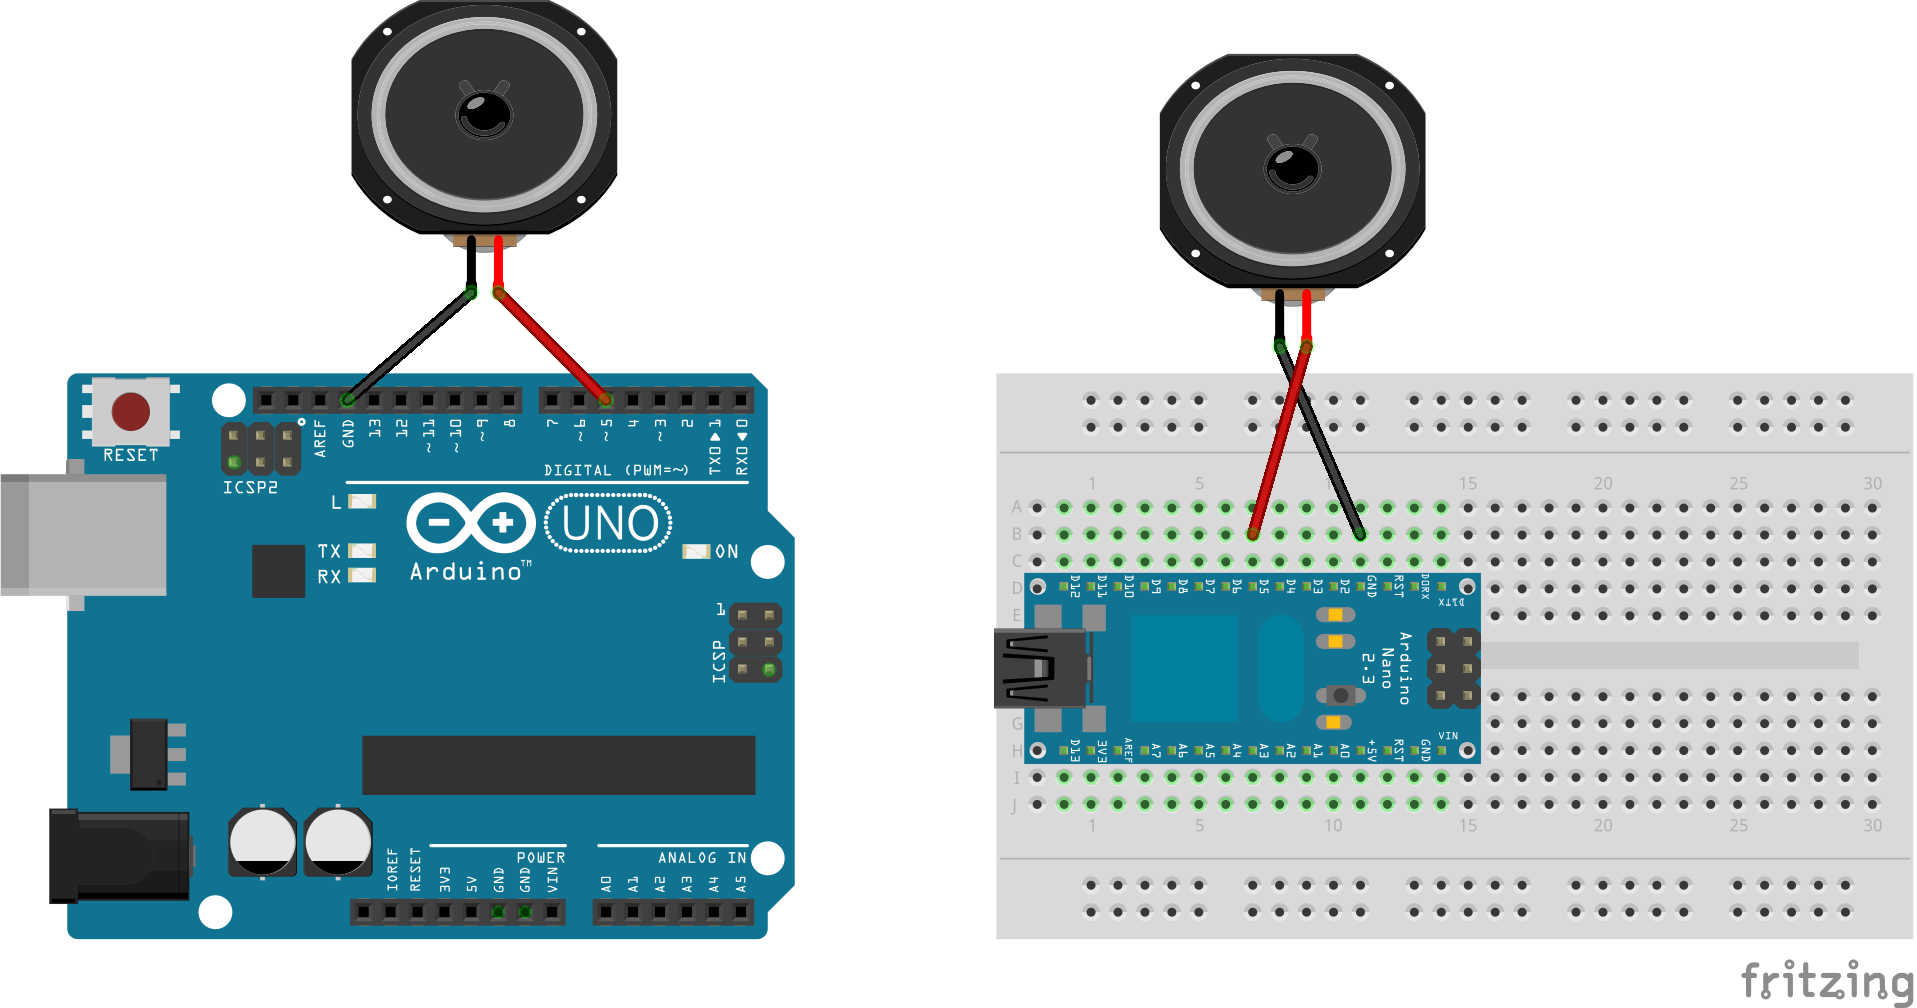 RESET
ICSP2
AREF
GND
13
12
~11
~10
~9
8
7
~6
~5
4
~3
2
TX0▶1
RX0◀0
DIGITAL (PWM=~)
L
TX
RX
UNO
Arduino™
ON
1
ICSP
IOREF
RESET
3V3
5V
GND
GND
VIN
POWER
A0
A1
A2
A3
A4
A5
ANALOG IN
1 5 15 20 25 30
A
B
C
D
E
G
H
I
J
D12
D11
D10
D9
D8
D7
D6
D5
D4
D3
D2
GND
RST
D0RX
D1TX
Arduino
Nano
2.3
D13
3V3
AREF
A7
A6
A5
A4
A3
A2
A1
A0
+5V
RST
GND
VIN
1 5 10 15 20 25 30
fritzing